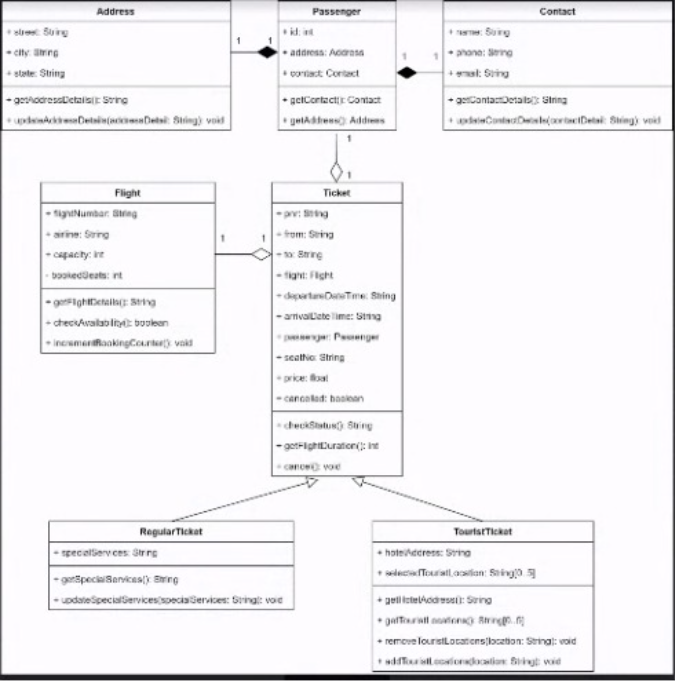 Address
+ street: String
+ city: String
+ state: String
+ getAddressDetails(): String
+ updateAddressDetails(addressDetail: String): void
Passenger
+ id: int
+ address: Address
+ contact: Contact
+ getContact(): Contact
+ getAddress(): Address
Contact
+ name: String
+ phone: String
+ email: String
+ getContactDetails(): String
+ updateContactDetails(contactDetail: String): void
1
1
1
1
1
1
Flight
+ flightNumber: String
+ airline: String
+ capacity: int
- bookedSeats: int
+ getFlightDetails(): String
+ checkAvailability(): boolean
+ incrementBookingCounter(): void
1
1
Ticket
+ pnr: String
+ from: String
+ to: String
+ flight: Flight
+ departureDateTime: String
+ arrivalDateTime: String
+ passenger: Passenger
+ seatNo: String
+ price: float
+ cancelled: boolean
+ checkStatus(): String
+ getFlightDuration(): int
+ cancel(): void
RegularTicket
+ specialServices: String
+ getSpecialServices(): String
+ updateSpecialServices(specialServices: String): void
TouristTicket
+ hotelAddress: String
+ selectedTouristLocation: String[0..5]
+ getHotelAddress(): String
+ getTouristLocations(): String[0..5]
+ removeTouristLocations(location: String): void
+ addTouristLocations(location: String): void